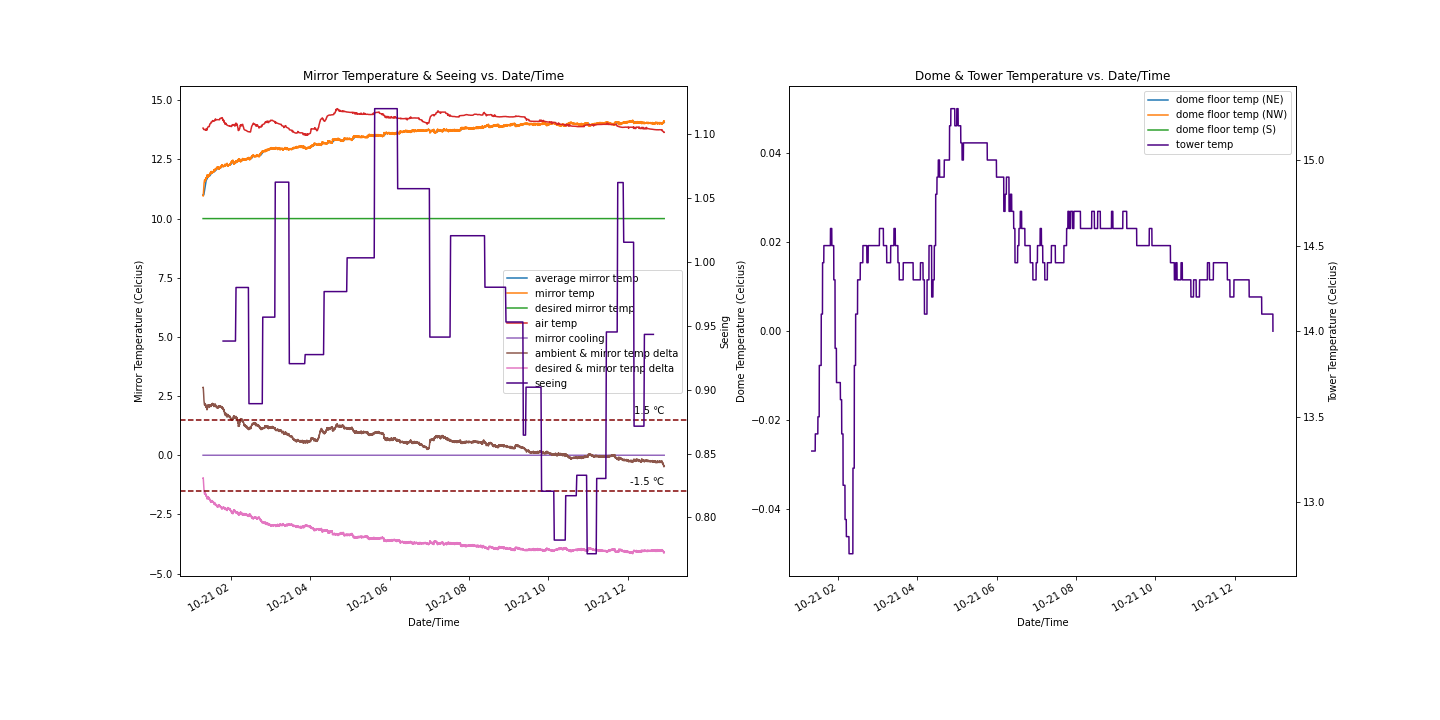 Mirror Temperature & Seeing vs. Date/Time
15.0
12.5
10.0
7.5
5.0
2.5
0.0
−2.5
−5.0
Mirror Temperature (Celcius)
average mirror temp
mirror temp
desired mirror temp
air temp
mirror cooling
ambient & mirror temp delta
desired & mirror temp delta
seeing
1.5 °C
-1.5 °C
1.10
1.05
1.00
0.95
0.90
0.85
0.80
Seeing
10-21 02
10-21 04
10-21 06
10-21 08
10-21 10
10-21 12
Date/Time
Dome & Tower Temperature vs. Date/Time
0.04
0.02
0.00
−0.02
−0.04
Dome Temperature (Celcius)
dome floor temp (NE)
dome floor temp (NW)
dome floor temp (S)
tower temp
15.0
14.5
14.0
13.5
13.0
Tower Temperature (Celcius)
10-21 02
10-21 04
10-21 06
10-21 08
10-21 10
10-21 12
Date/Time